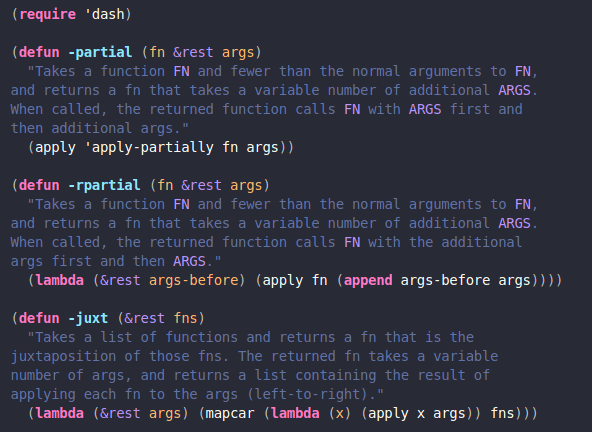 (require 'dash)
(defun -partial (fn &rest args)
"Takes a function FN and fewer than the normal arguments to FN,
and returns a fn that takes a variable number of additional ARGS.
When called, the returned function calls FN with ARGS first and
then additional args."
(apply 'apply-partially fn args))
(defun -rpartial (fn &rest args)
"Takes a function FN and fewer than the normal arguments to FN,
and returns a fn that takes a variable number of additional ARGS.
When called, the returned function calls FN with the additional
args first and then ARGS."
(lambda (&rest args-before) (apply fn (append args-before args))))
(defun -juxt (&rest fns)
"Takes a list of functions and returns a fn that is the
juxtaposition of those fns. The returned fn takes a variable
number of args, and returns a list containing the result of
applying each fn to the args (left-to-right)."
(lambda (&rest args) (mapcar (lambda (x) (apply x args)) fns)))